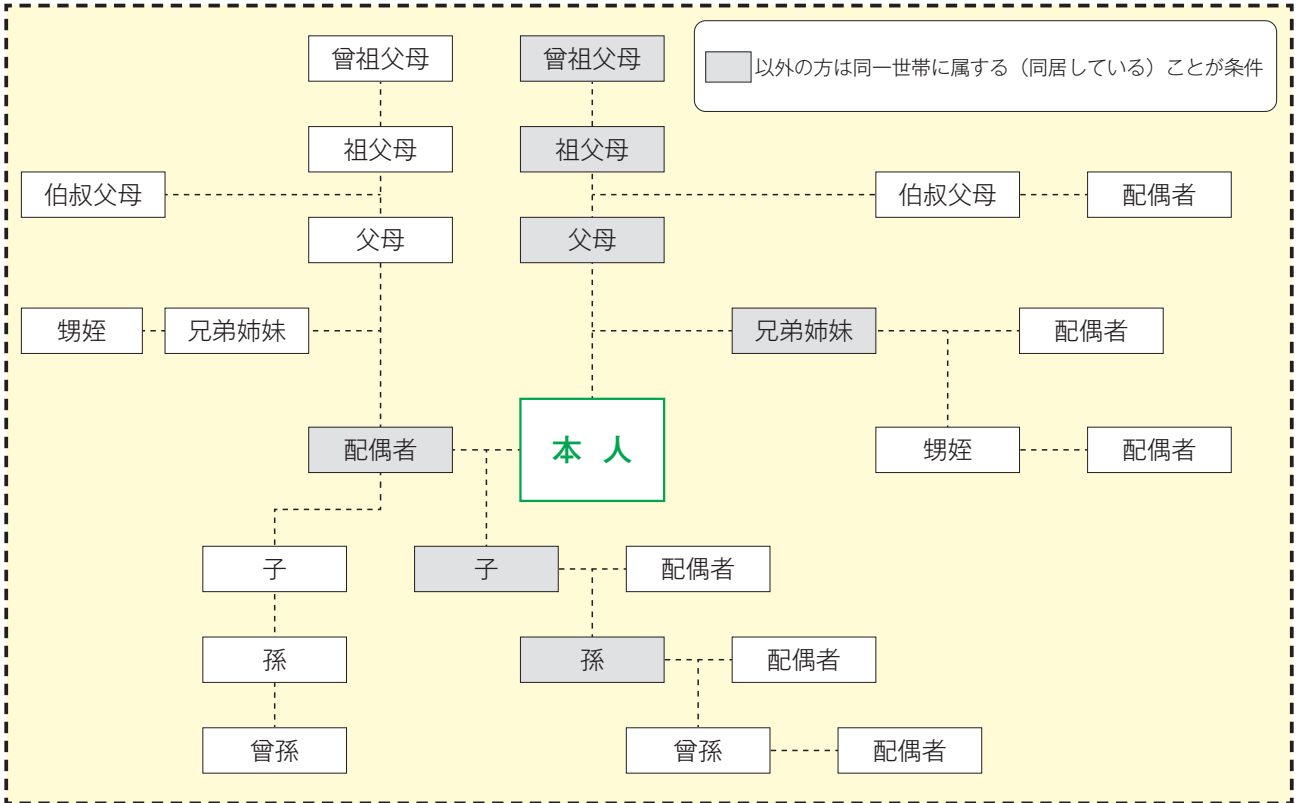 曾祖父母
曾祖父母
以外の方は同一世帯に属する（同居している）ことが条件
祖父母
祖父母
伯叔父母
伯叔父母
配偶者
父母
父母
甥姪
兄弟姉妹
兄弟姉妹
配偶者
配偶者
本 人
甥姪
配偶者
子
子
配偶者
孫
孫
配偶者
曾孫
曾孫
配偶者